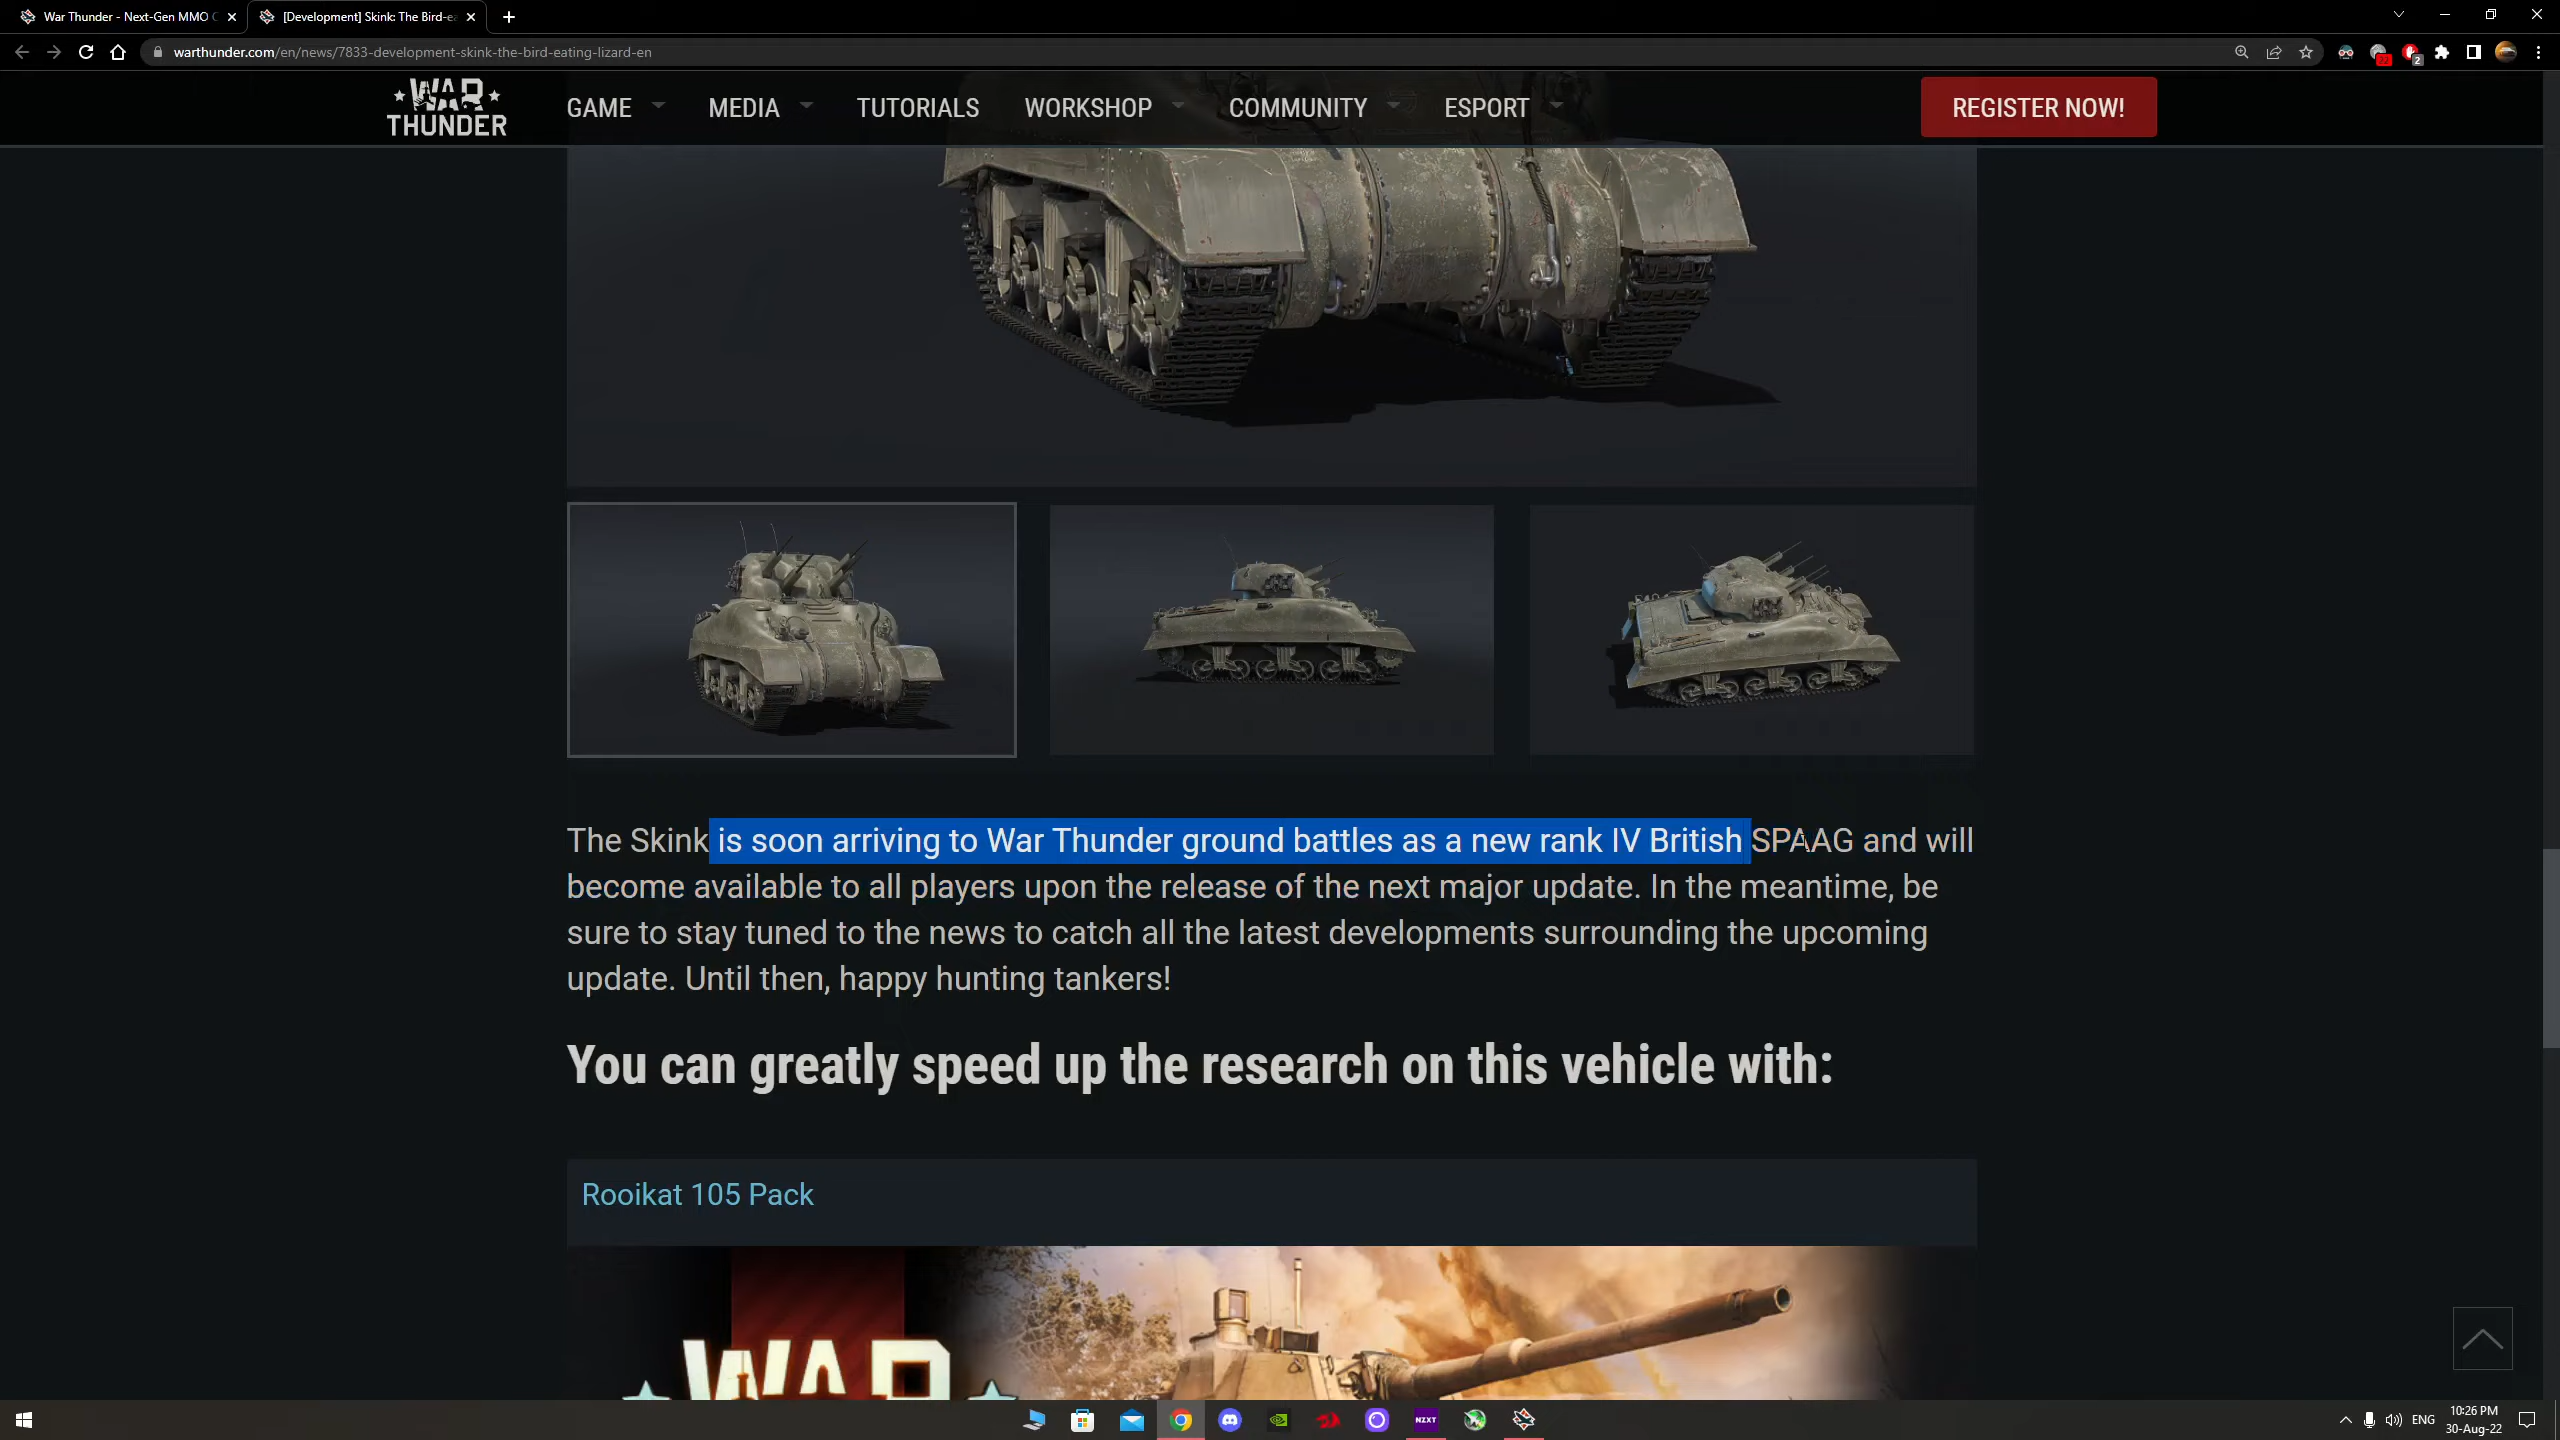 War Thunder - Next-Gen MMO C
[Development] Skink: The Bird-ea
warthunder.com/en/news/7833-development-skink-the-bird-eating-lizard-en
2
WAR THUNDER
GAME
MEDIA
TUTORIALS
WORKSHOP
COMMUNITY
ESPORT
REGISTER NOW!
The Skink is soon arriving to War Thunder ground battles as a new rank IV British SPAAG and will
become available to all players upon the release of the next major update. In the meantime, be
sure to stay tuned to the news to catch all the latest developments surrounding the upcoming
update. Until then, happy hunting tankers!
You can greatly speed up the research on this vehicle with:
Rooikat 105 Pack
WAR
NZXT
ENG
10:26 PM
30-Aug-22